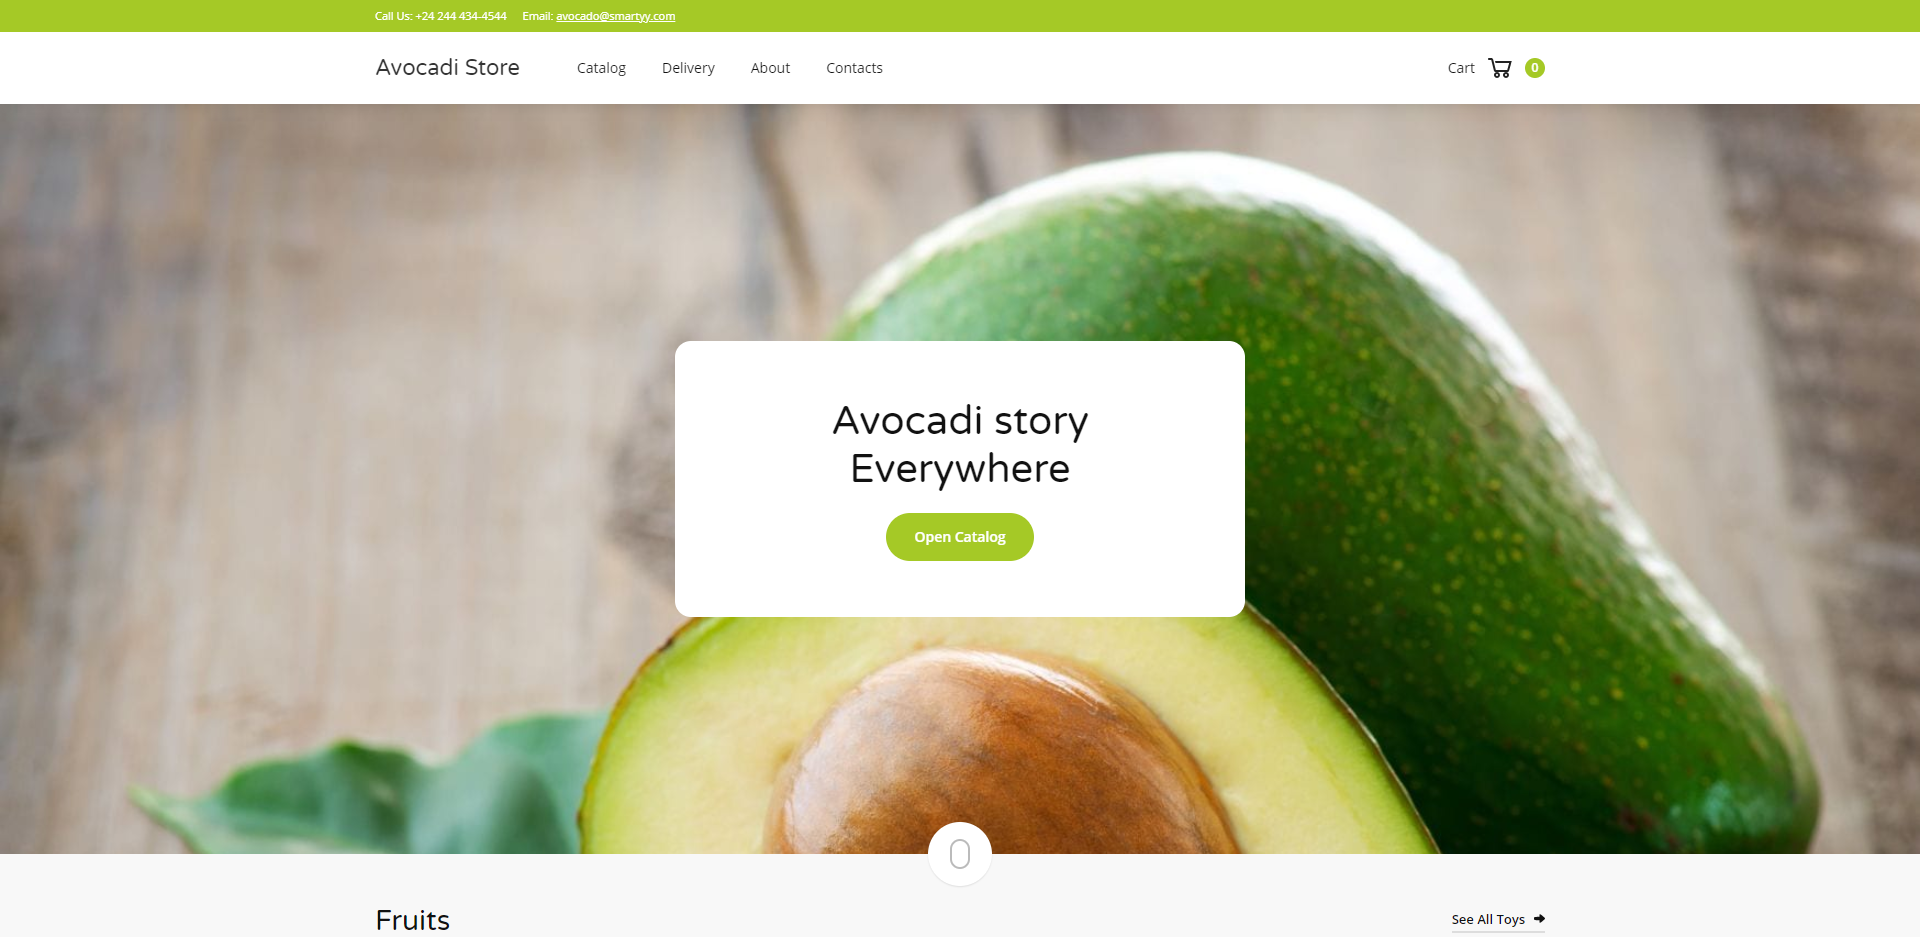 Call Us: +24 244 434-4544 Email: avocado@smartyy.com
Avocadi Store Catalog Delivery About Contacts Cart 0
Avocadi story
Everywhere
Open Catalog
Fruits See All Toys